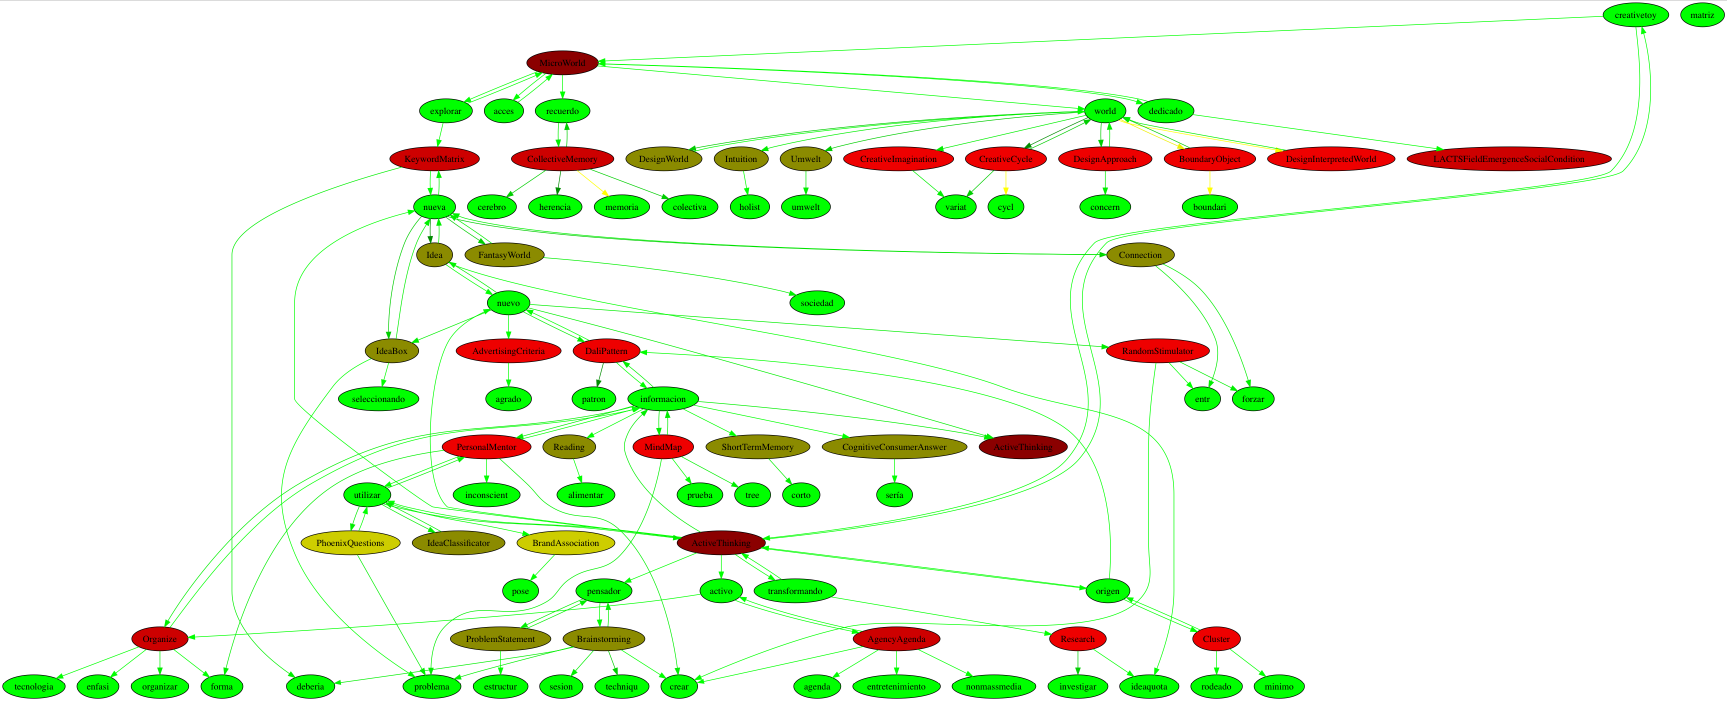 creativetoy matriz
MicroWorld
explorar acces recuerdo world dedicado
KeywordMatrix CollectiveMemory DesignWorld Intuition Umwelt CreativeImagination CreativeCycle DesignApproach BoundaryObject DesignInterpretedWorld LACTSFieldEmergenceSocialCondition
nueva cerebro herencia memoria colectiva holist umwelt variat cycl concern boundari
Idea FantasyWorld Connection
nuevo sociedad
IdeaBox AdvertisingCriteria DaliPattern RandomStimulator
seleccionando agrado patron informacion entr forzar
PersonalMentor Reading MindMap ShortTermMemory CognitiveConsumerAnswer ActiveThinking
utilizar inconscient alimentar prueba tree corto sería
PhoenixQuestions IdeaClassificator BrandAssociation ActiveThinking
pose pensador activo transformando origen
Organize ProblemStatement Brainstorming AgencyAgenda Research Cluster
tecnologia enfasi organizar forma deberia problema estructur sesion techniqu crear agenda entretenimiento nonmassmedia investigar ideaquota rodeado minimo